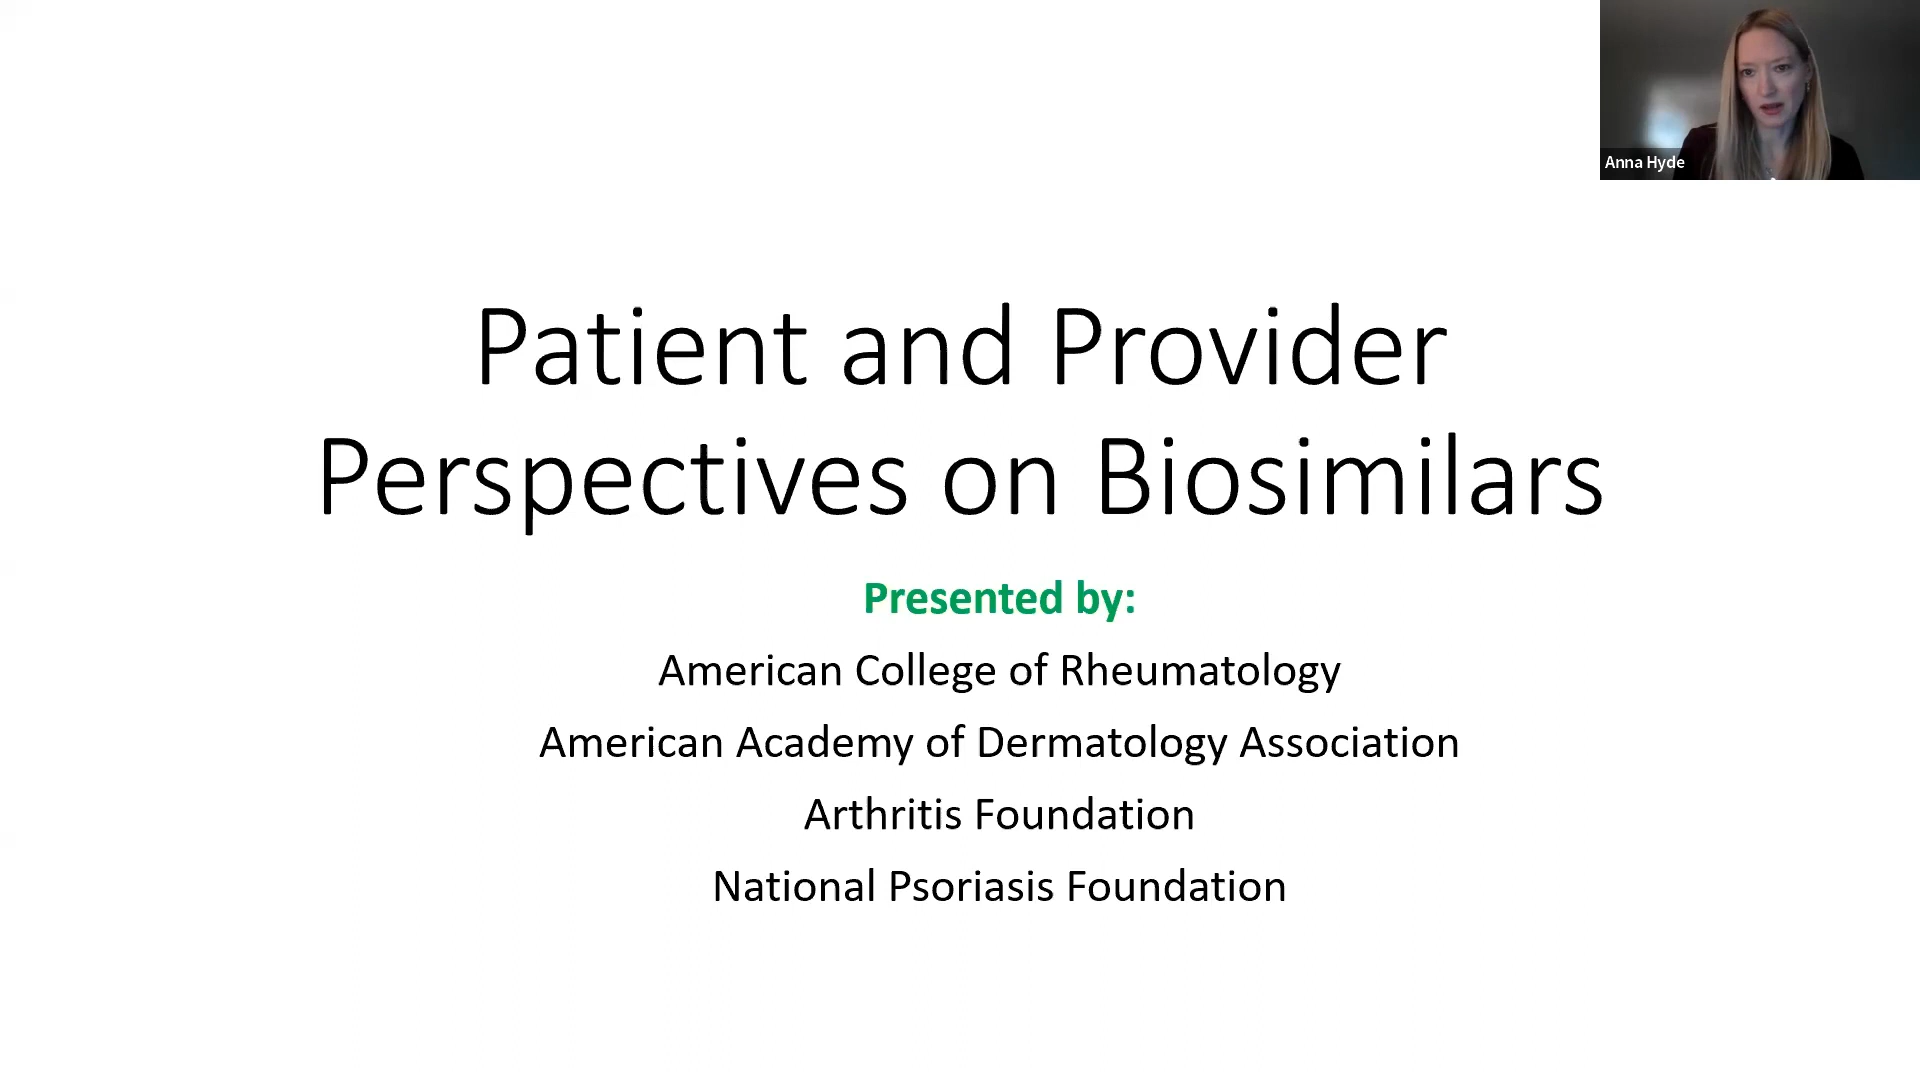 Anna Hyde
Patient and Provider
Perspectives on Biosimilars
Presented by:
American College of Rheumatology
American Academy of Dermatology Association
Arthritis Foundation
National Psoriasis Foundation